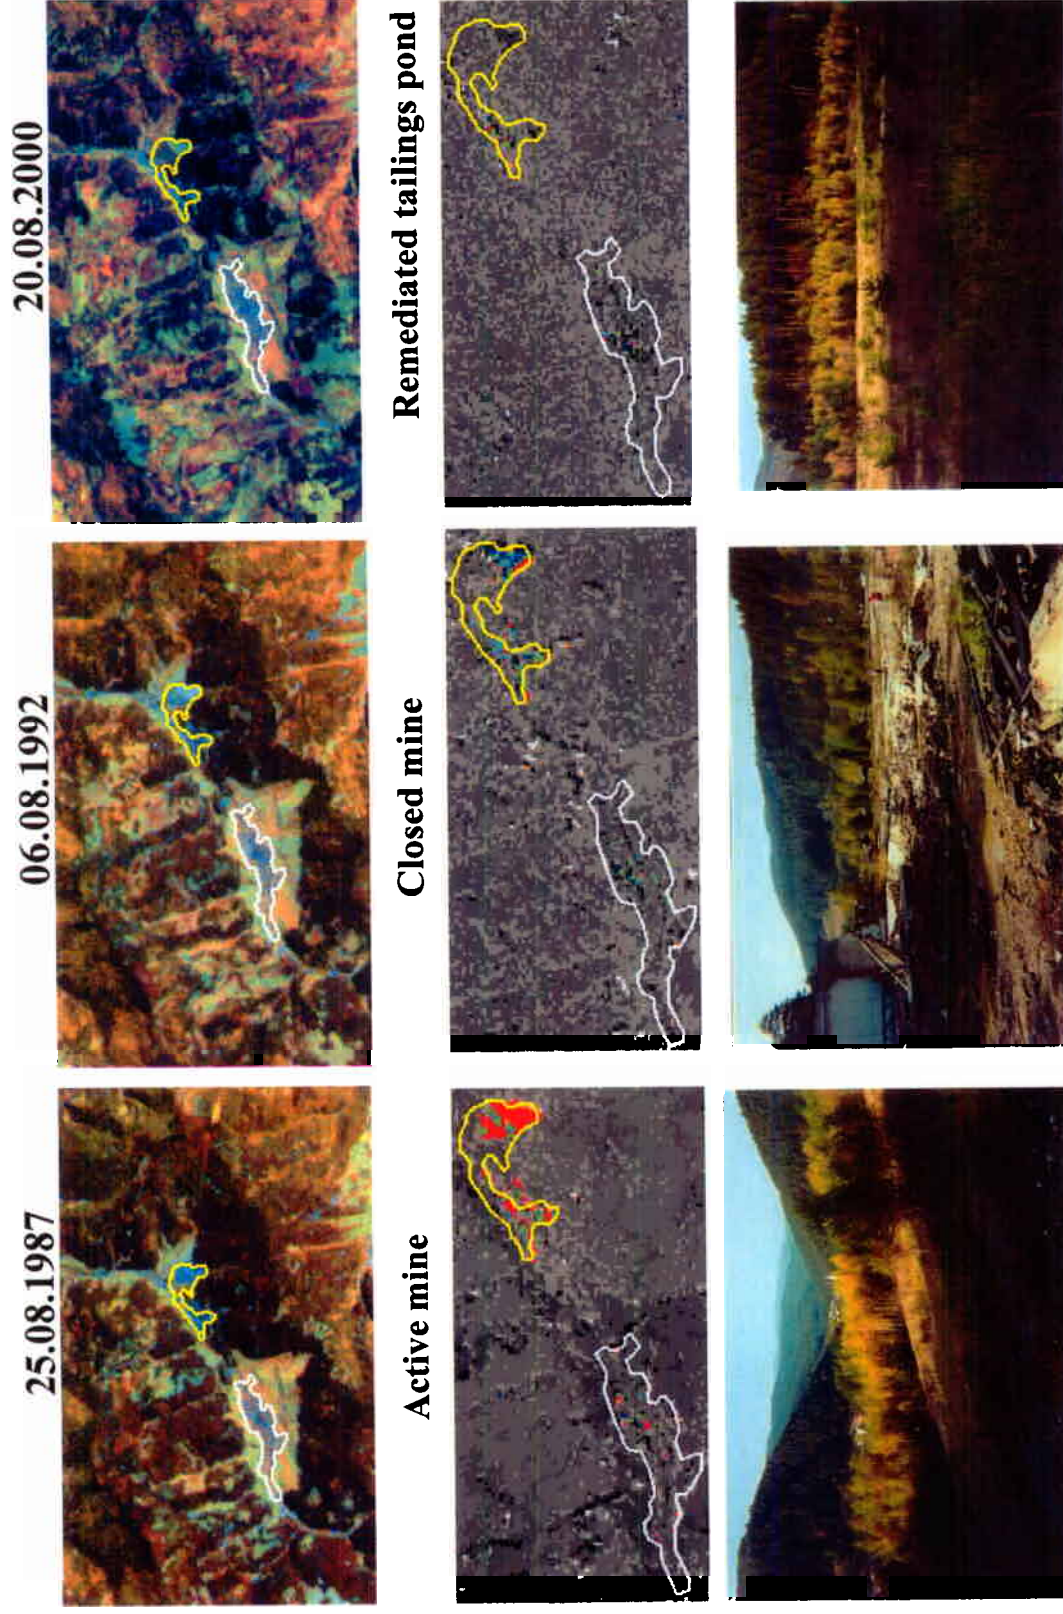 25.08.1987
06.08.1992
20.08.2000
Active mine
Closed mine
Remediated tailings pond